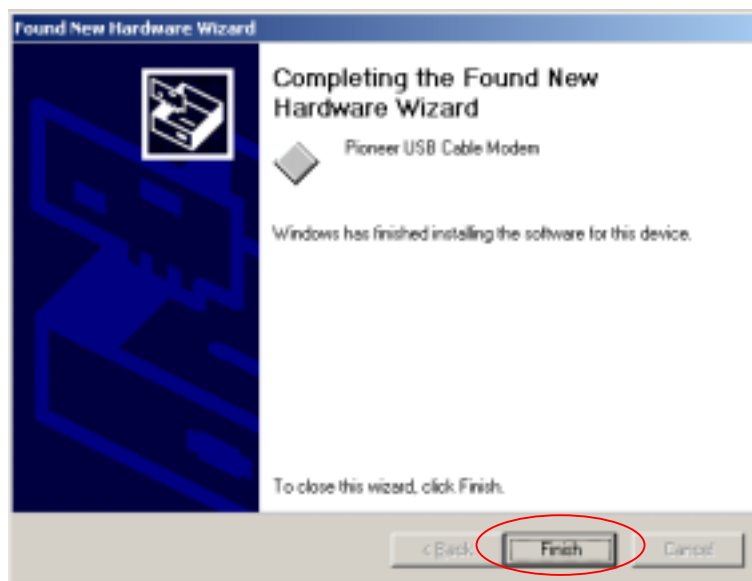 Found New Hardware Wizard
Completing the Found New
Hardware Wizard
Pioneer USB Cable Modem
Windows has finished installing the software for this device.
To close this wizard, click Finish.
< Back
Finish
Cancel